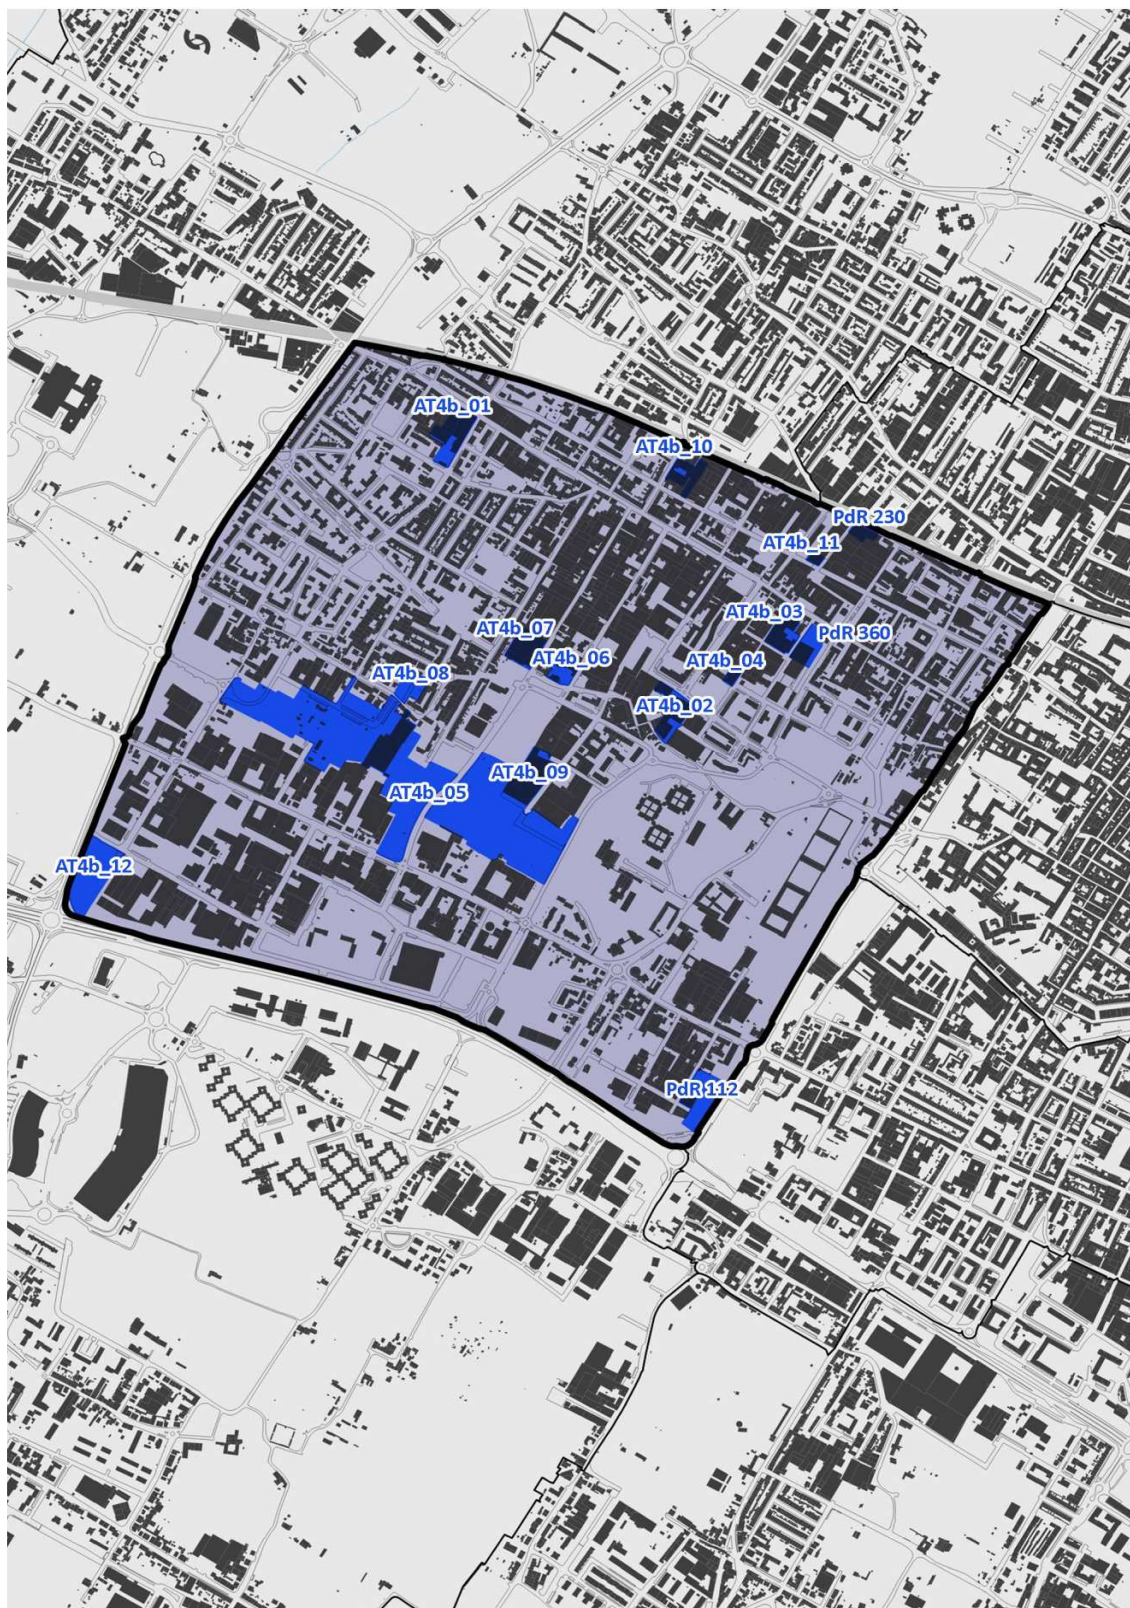 AT4b_01
AT4b_10
PdR 230
AT4b_11
AT4b_03
AT4b_07
PdR 360
AT4b_06
AT4b_04
AT4b_08
AT4b_02
AT4b_09
AT4b_05
AT4b_12
PdR 112